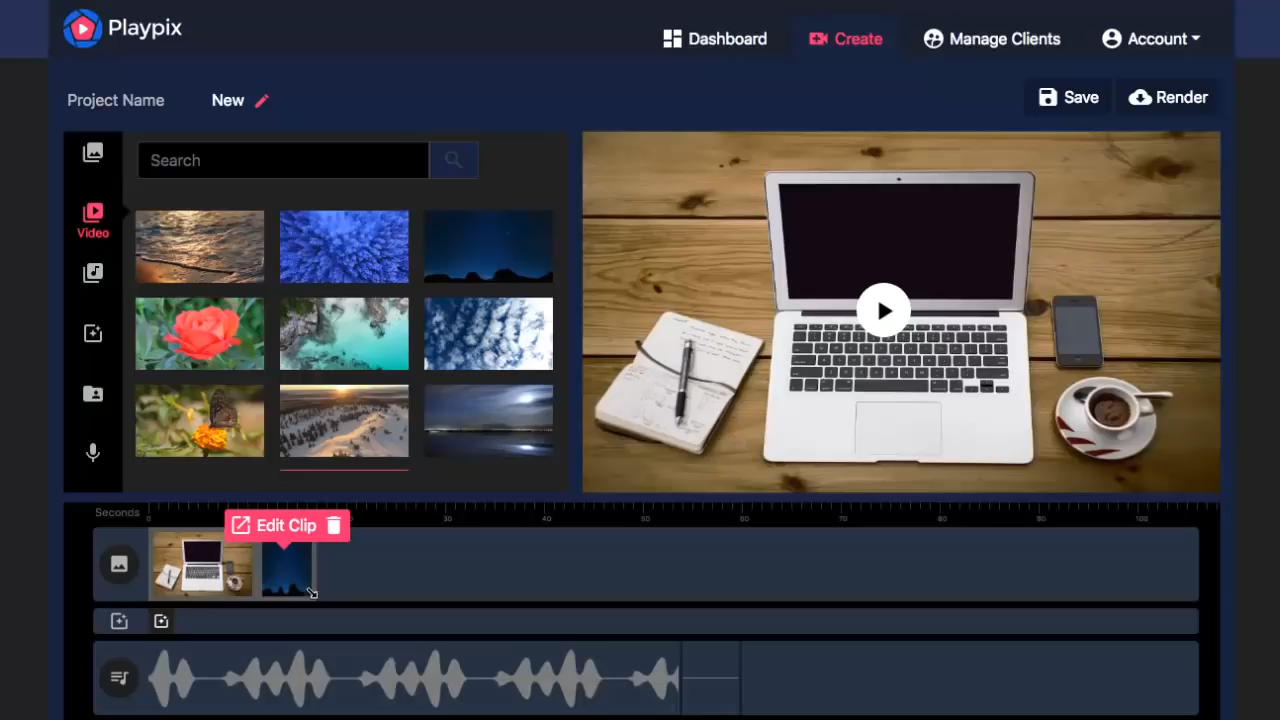 Playpix
Dashboard
Create
Manage Clients
Account
Project Name
New
Save
Render
Search
Video
Seconds
0
30
40
50
60
70
80
90
100
Edit Clip